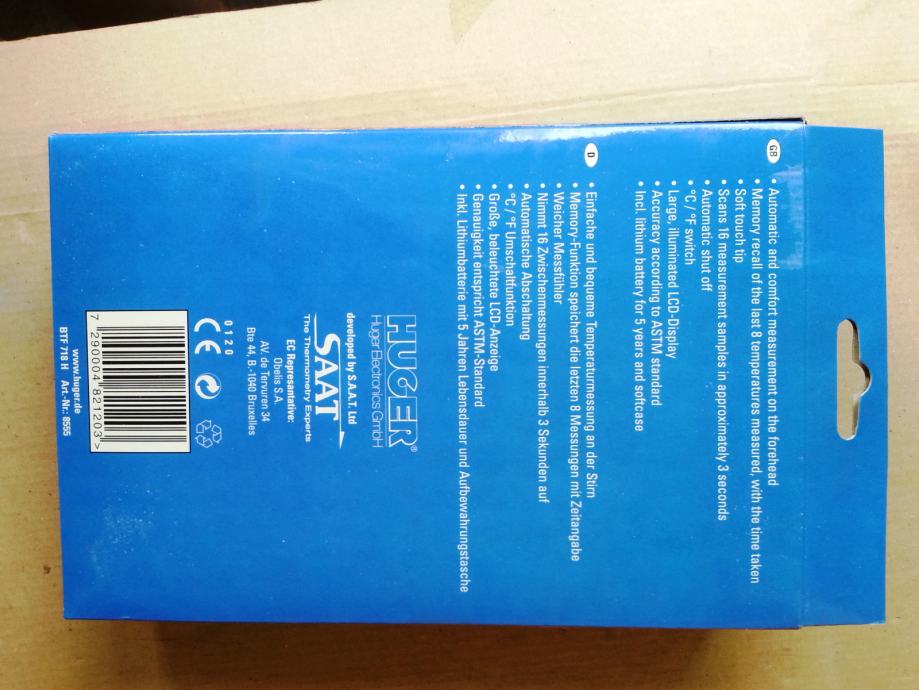 GB
• Automatic and comfort measurement on the forehead
• Memory recall of the last 8 temperatures measured, with the time taken
• Soft touch tip
• Scans 16 measurement samples in approximately 3 seconds
• Automatic shut off
• °C / °F switch
• Large, illuminated LCD-Display
• Accuracy according to ASTM standard
• Incl. lithium battery for 5 years and softcase
D
• Einfache und bequeme Temperaturmessung an der Stirn
• Memory-Funktion speichert die letzten 8 Messungen mit Zeitangabe
• Weicher Messfühler
• Nimmt 16 Zwischenmessungen innerhalb 3 Sekunden auf
• Automatische Abschaltung
• °C / °F Umschaltfunktion
• Große, beleuchtete LCD-Anzeige
• Genauigkeit entspricht ASTM-Standard
• Inkl. Lithiumbatterie mit 5 Jahren Lebensdauer und Aufbewahrungstasche
HUGER®
Huger Electronics GmbH
developed by S.A.A.T. Ltd
SAAT
The Thermometry Experts
EC Representative:
Obelis S.A.
AV. de Tervuren 34
Bte 44, B.-1040 Bruxelles
0120
CE
7 290004 821203 >
www.huger.de
BTF 718 H Art.-Nr.: 8555